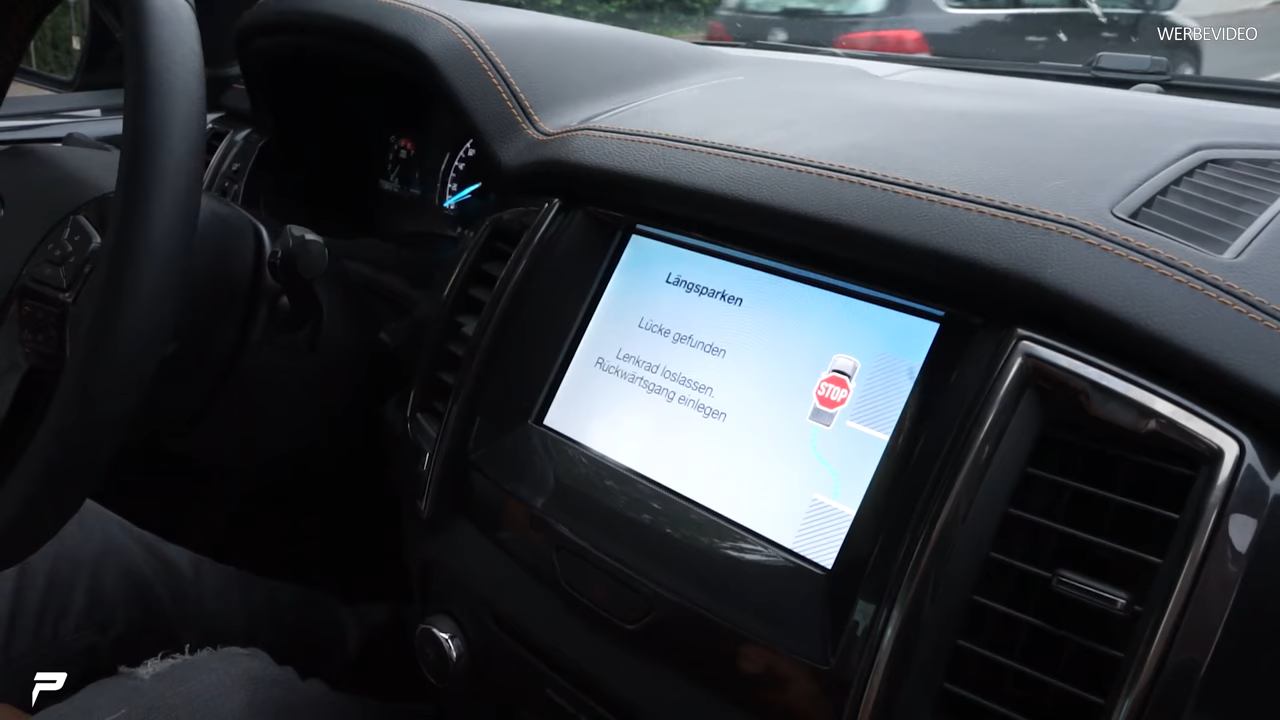 WERBEVIDEO
Längsparken
Lücke gefunden
Lenkrad loslassen.
Rückwärtsgang einlegen
STOP